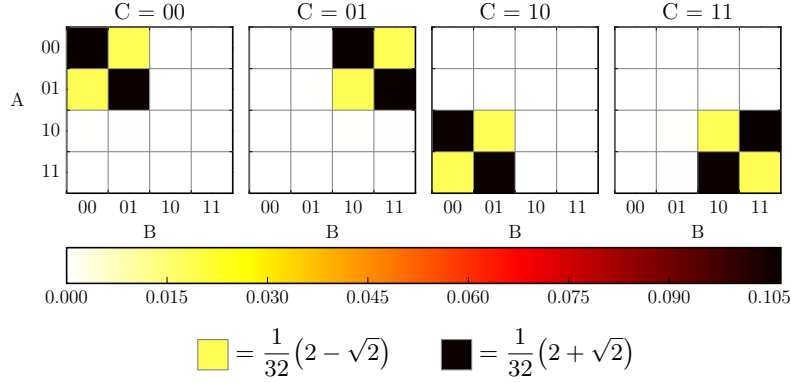 C = 00 C = 01 C = 10 C = 11
00
01
A
10
11
00 01 10 11 00 01 10 11 00 01 10 11 00 01 10 11
B B B B
0.000 0.015 0.030 0.045 0.060 0.075 0.090 0.105
= 1/32 (2 − √2) = 1/32 (2 + √2)